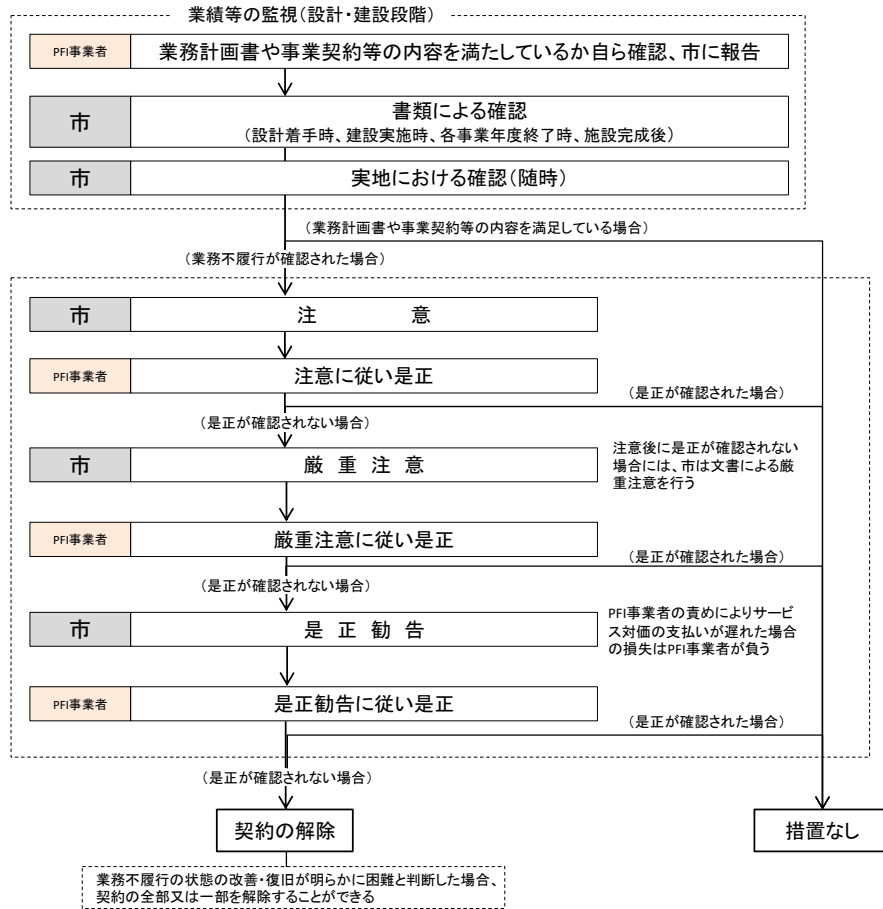 業績等の監視(設計・建設段階)
PFI事業者 業務計画書や事業契約等の内容を満たしているか自ら確認、市に報告
市 書類による確認
(設計着手時、建設実施時、各事業年度終了時、施設完成後)
市 実地における確認(随時)
(業務計画書や事業契約等の内容を満足している場合)
(業務不履行が確認された場合)
市 注 意
PFI事業者 注意に従い是正
(是正が確認された場合)
(是正が確認されない場合)
市 厳 重 注 意
注意後に是正が確認されない
場合には、市は文書による厳
重注意を行う
PFI事業者 厳重注意に従い是正
(是正が確認された場合)
(是正が確認されない場合)
市 是 正 勧 告
PFI事業者の責めによりサービ
ス対価の支払いが遅れた場合
の損失はPFI事業者が負う
PFI事業者 是正勧告に従い是正
(是正が確認された場合)
(是正が確認されない場合)
契約の解除
措置なし
業務不履行の状態の改善・復旧が明らかに困難と判断した場合、
契約の全部又は一部を解除することができる